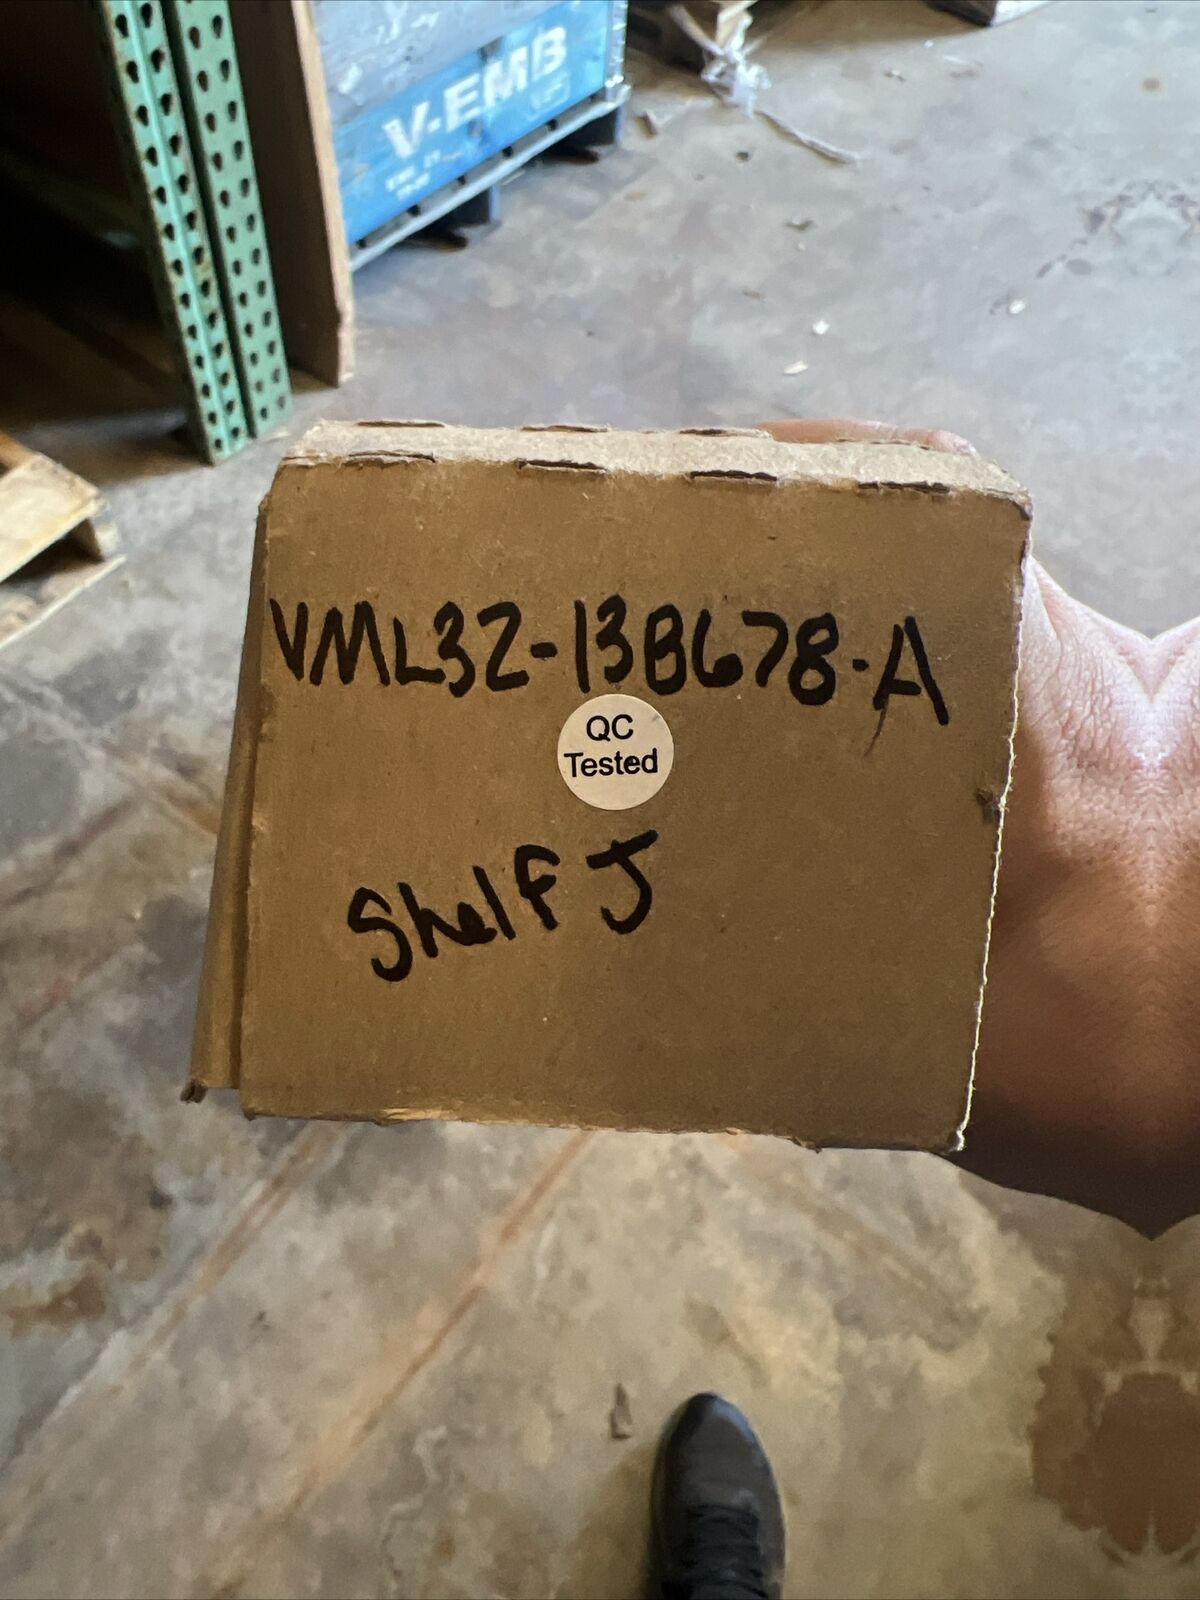 V-EMB
VML32-13B678-A
QC
Tested
Shelf J